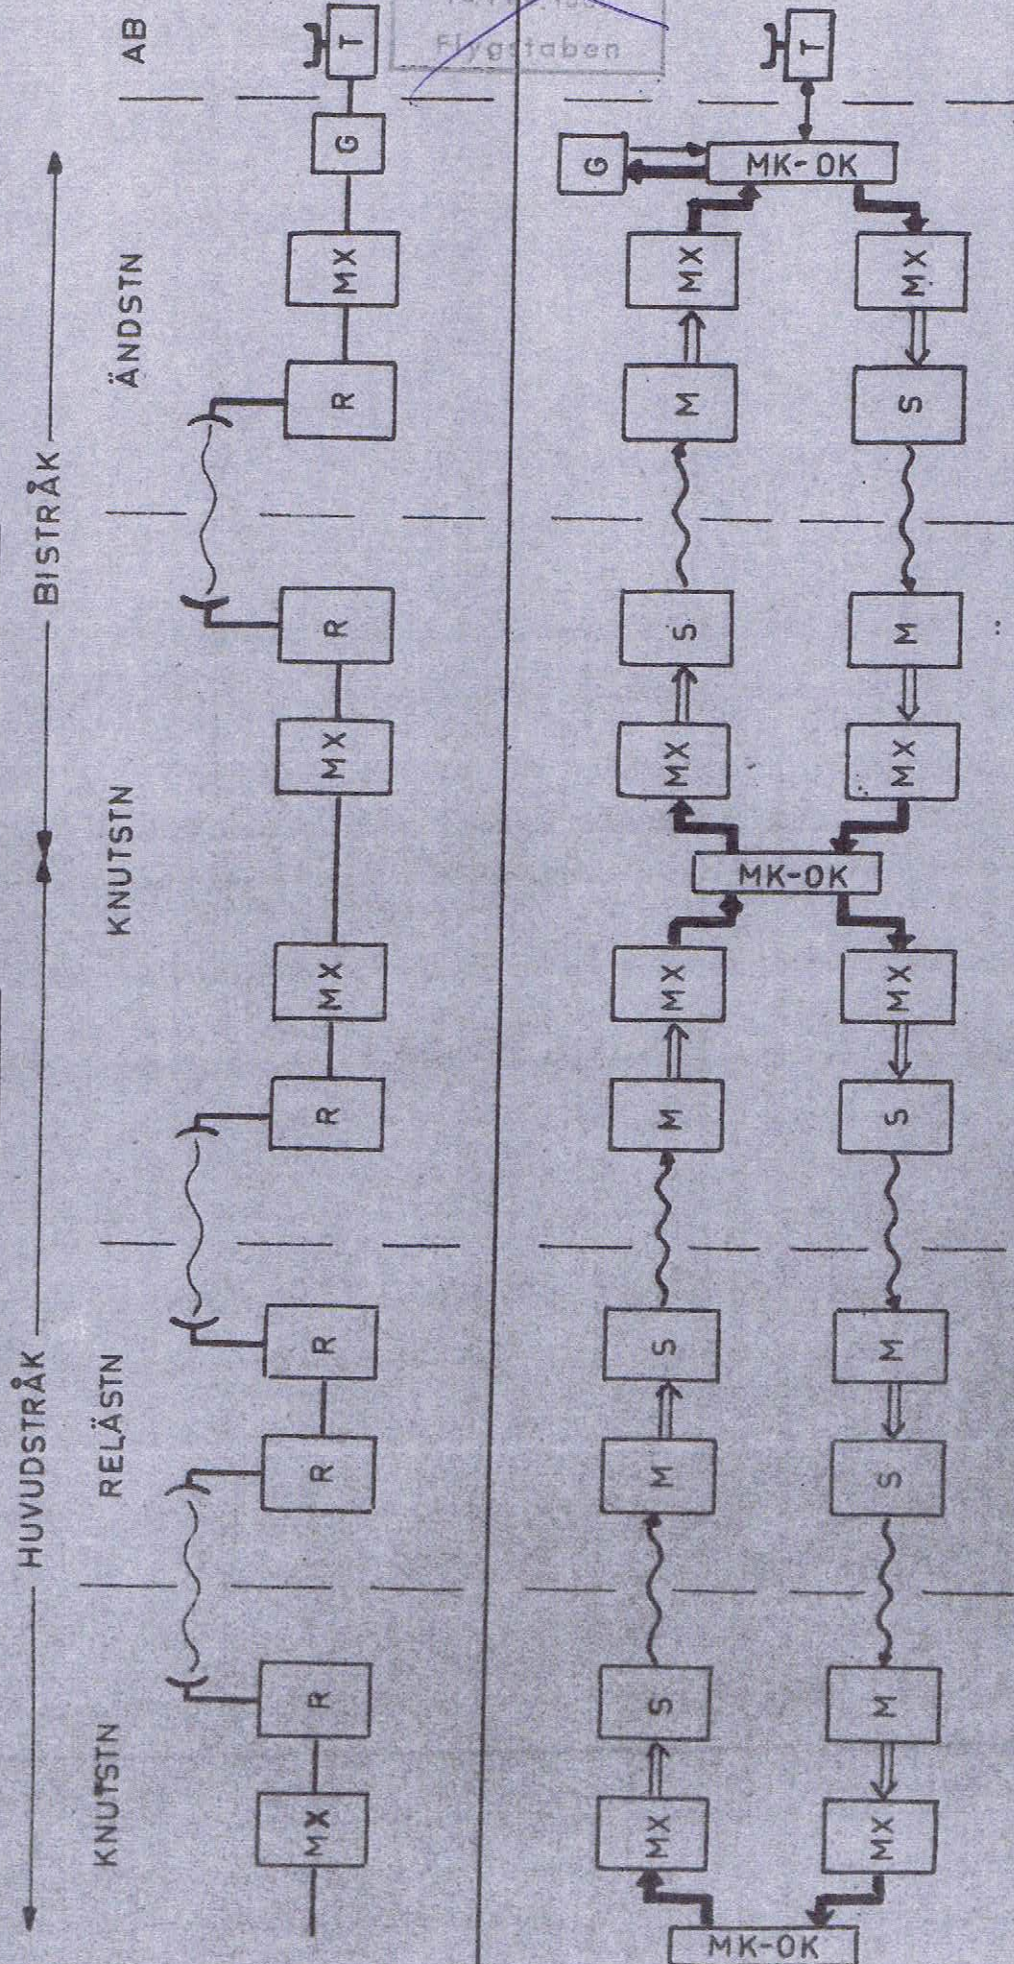 HUVUDSTRÅK
BISTRÅK
KNUTSTN
RELÄSTN
KNUTSTN
ÄNDSTN
AB
MX
R
R
R
R
MX
MX
R
R
MX
G
T
Flygstaben
MK-OK
MX
S
M
S
M
MX
MK-OK
MX
S
M
MX
G
MK-OK
T
MX
M
S
M
S
MX
MX
M
S
MX